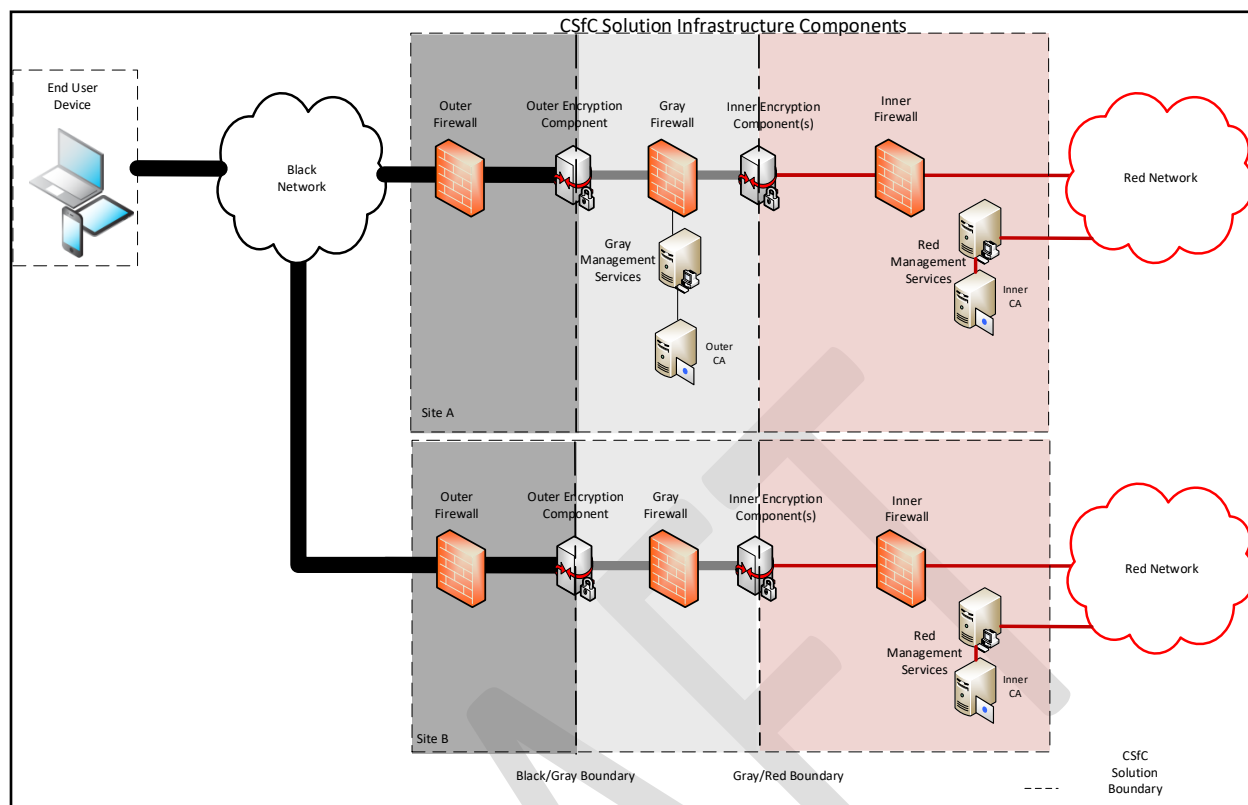 CSfC Solution Infrastructure Components
End User
Device
Black
Network
Outer
Firewall
Outer Encryption
Component
Gray
Firewall
Inner Encryption
Component(s)
Inner
Firewall
Red Network
Gray
Management
Services
Outer
CA
Red
Management
Services
Inner
CA
Site A
Outer
Firewall
Outer Encryption
Component
Gray
Firewall
Inner Encryption
Component(s)
Inner
Firewall
Red Network
Red
Management
Services
Inner
CA
Site B
Black/Gray Boundary
Gray/Red Boundary
CSfC
Solution
Boundary